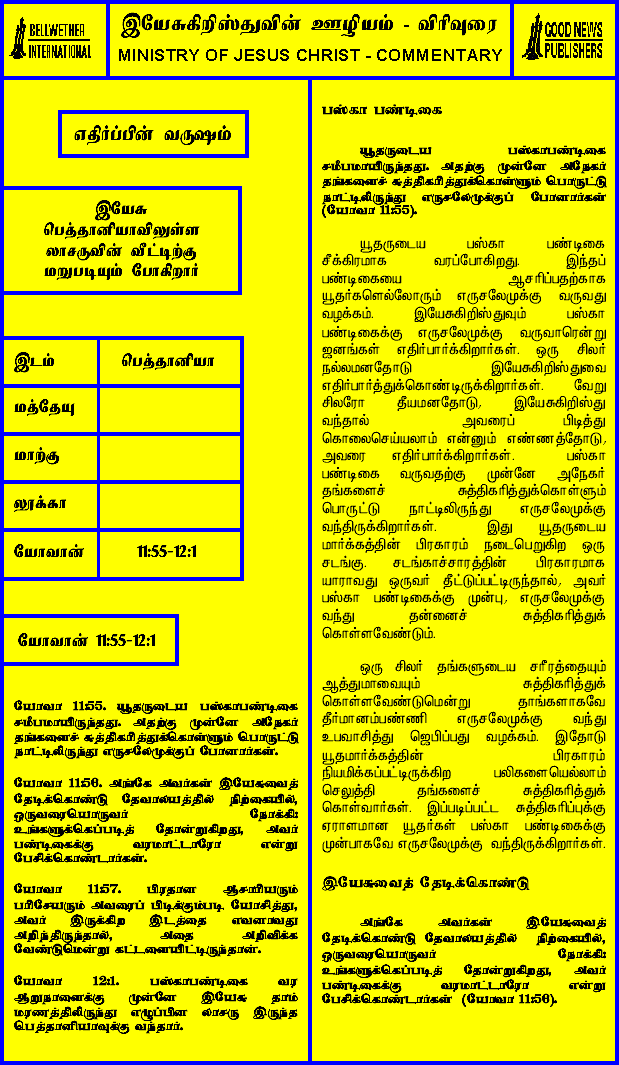 BELLWETHER
INTERNATIONAL
இயேசுகிறிஸ்துவின் ஊழியம் - விரிவுரை
MINISTRY OF JESUS CHRIST - COMMENTARY
GOOD NEWS
PUBLISHERS
எதிர்ப்பின் வருஷம்
இயேசு
பெத்தானியாவிலுள்ள
லாசருவின் வீட்டிற்கு
மறுபடியும் போகிறார்
இடம் பெத்தானியா
மத்தேயு
மாற்கு
லூக்கா
யோவான் 11:55-12:1
யோவான் 11:55-12:1
யோவா 11:55. யூதருடைய பஸ்காபண்டிகை
சமீபமாயிருந்தது. அதற்கு முன்னே அநேகர்
தங்களைச் சுத்திகரித்துக்கொள்ளும் பொருட்டு
நாட்டிலிருந்து எருசலேமுக்குப் போனார்கள்.
யோவா 11:56. அங்கே அவர்கள் இயேசுவைத்
தேடிக்கொண்டு தேவாலயத்தில் நிற்கையில்,
ஒருவரையொருவர் நோக்கி:
உங்களுக்கெப்படித் தோன்றுகிறது, அவர்
பண்டிகைக்கு வரமாட்டாரோ என்று
பேசிக்கொண்டார்கள்.
யோவா 11:57. பிரதான ஆசாரியரும்
பரிசேயரும் அவரைப் பிடிக்கும்படி யோசித்து,
அவர் இருக்கிற இடத்தை எவனாவது
அறிந்திருந்தால், அதை அறிவிக்க
வேண்டுமென்று கட்டளையிட்டிருந்தார்கள்.
யோவா 12:1. பஸ்காபண்டிகை வர
ஆறுநாளைக்கு முன்னே இயேசு தாம்
மரணத்திலிருந்து எழுப்பின லாசரு இருந்த
பெத்தானியாவுக்கு வந்தார்.
பஸ்கா பண்டிகை
யூதருடைய பஸ்காபண்டிகை
சமீபமாயிருந்தது. அதற்கு முன்னே அநேகர்
தங்களைச் சுத்திகரித்துக்கொள்ளும் பொருட்டு
நாட்டிலிருந்து எருசலேமுக்குப் போனார்கள்
(யோவா 11:55).
யூதருடைய பஸ்கா பண்டிகை
சீக்கிரமாக வரப்போகிறது. இந்தப்
பண்டிகையை ஆசரிப்பதற்காக
யூதர்களெல்லோரும் எருசலேமுக்கு வருவது
வழக்கம். இயேசுகிறிஸ்துவும் பஸ்கா
பண்டிகைக்கு எருசலேமுக்கு வருவாரென்று
ஜனங்கள் எதிர்பார்க்கிறார்கள். ஒரு சிலர்
நல்லமனதோடு இயேசுகிறிஸ்துவை
எதிர்பார்த்துக்கொண்டிருக்கிறார்கள். வேறு
சிலரோ தீயமனதோடு, இயேசுகிறிஸ்து
வந்தால் அவரைப் பிடித்து
கொலைசெய்யலாம் என்னும் எண்ணத்தோடு,
அவரை எதிர்பார்க்கிறார்கள். பஸ்கா
பண்டிகை வருவதற்கு முன்னே அநேகர்
தங்களைச் சுத்திகரித்துக்கொள்ளும்
பொருட்டு நாட்டிலிருந்து எருசலேமுக்கு
வந்திருக்கிறார்கள். இது யூதருடைய
மார்க்கத்தின் பிரகாரம் நடைபெறுகிற ஒரு
சடங்கு. சடங்காச்சாரத்தின் பிரகாரமாக
யாராவது ஒருவர் தீட்டுப்பட்டிருந்தால், அவர்
பஸ்கா பண்டிகைக்கு முன்பு, எருசலேமுக்கு
வந்து தன்னைச் சுத்திகரித்துக்
கொள்ளவேண்டும்.
ஒரு சிலர் தங்களுடைய சரீரத்தையும்
ஆத்துமாவையும் சுத்திகரித்துக்
கொள்ளவேண்டுமென்று தாங்களாகவே
தீர்மானம்பண்ணி எருசலேமுக்கு வந்து
உபவாசித்து ஜெபிப்பது வழக்கம். இதோடு
யூதமார்க்கத்தின் பிரகாரம்
நியமிக்கப்பட்டிருக்கிற பலிகளையெல்லாம்
செலுத்தி தங்களைச் சுத்திகரித்துக்
கொள்வார்கள். இப்படிப்பட்ட சுத்திகரிப்புக்கு
ஏராளமான யூதர்கள் பஸ்கா பண்டிகைக்கு
முன்பாகவே எருசலேமுக்கு வந்திருக்கிறார்கள்.
இயேசுவைத் தேடிக்கொண்டு
அங்கே அவர்கள் இயேசுவைத்
தேடிக்கொண்டு தேவாலயத்தில் நிற்கையில்,
ஒருவரையொருவர் நோக்கி:
உங்களுக்கெப்படித் தோன்றுகிறது, அவர்
பண்டிகைக்கு வரமாட்டாரோ என்று
பேசிக்கொண்டார்கள் (யோவா 11:56).